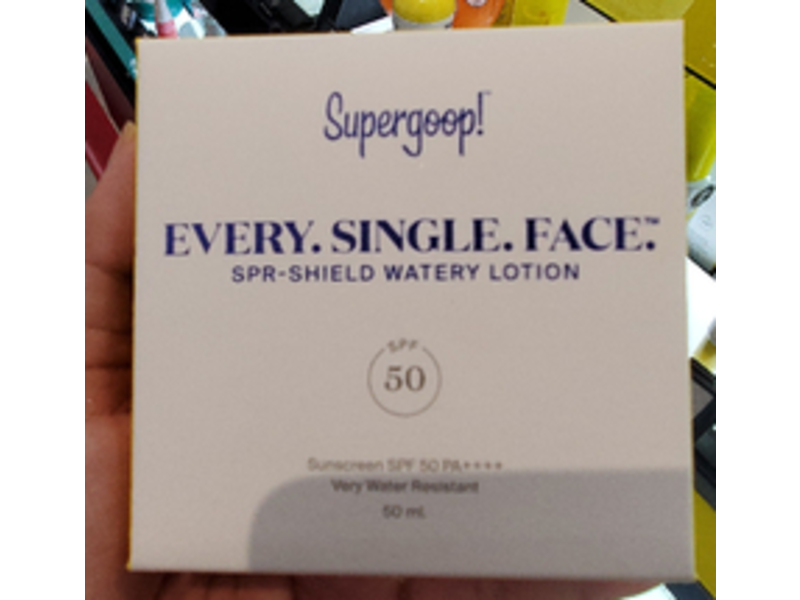 Supergoop!™
EVERY. SINGLE. FACE.™
SPR-SHIELD WATERY LOTION
SPF
50
Sunscreen SPF 50 PA++++
Very Water Resistant
50 mL